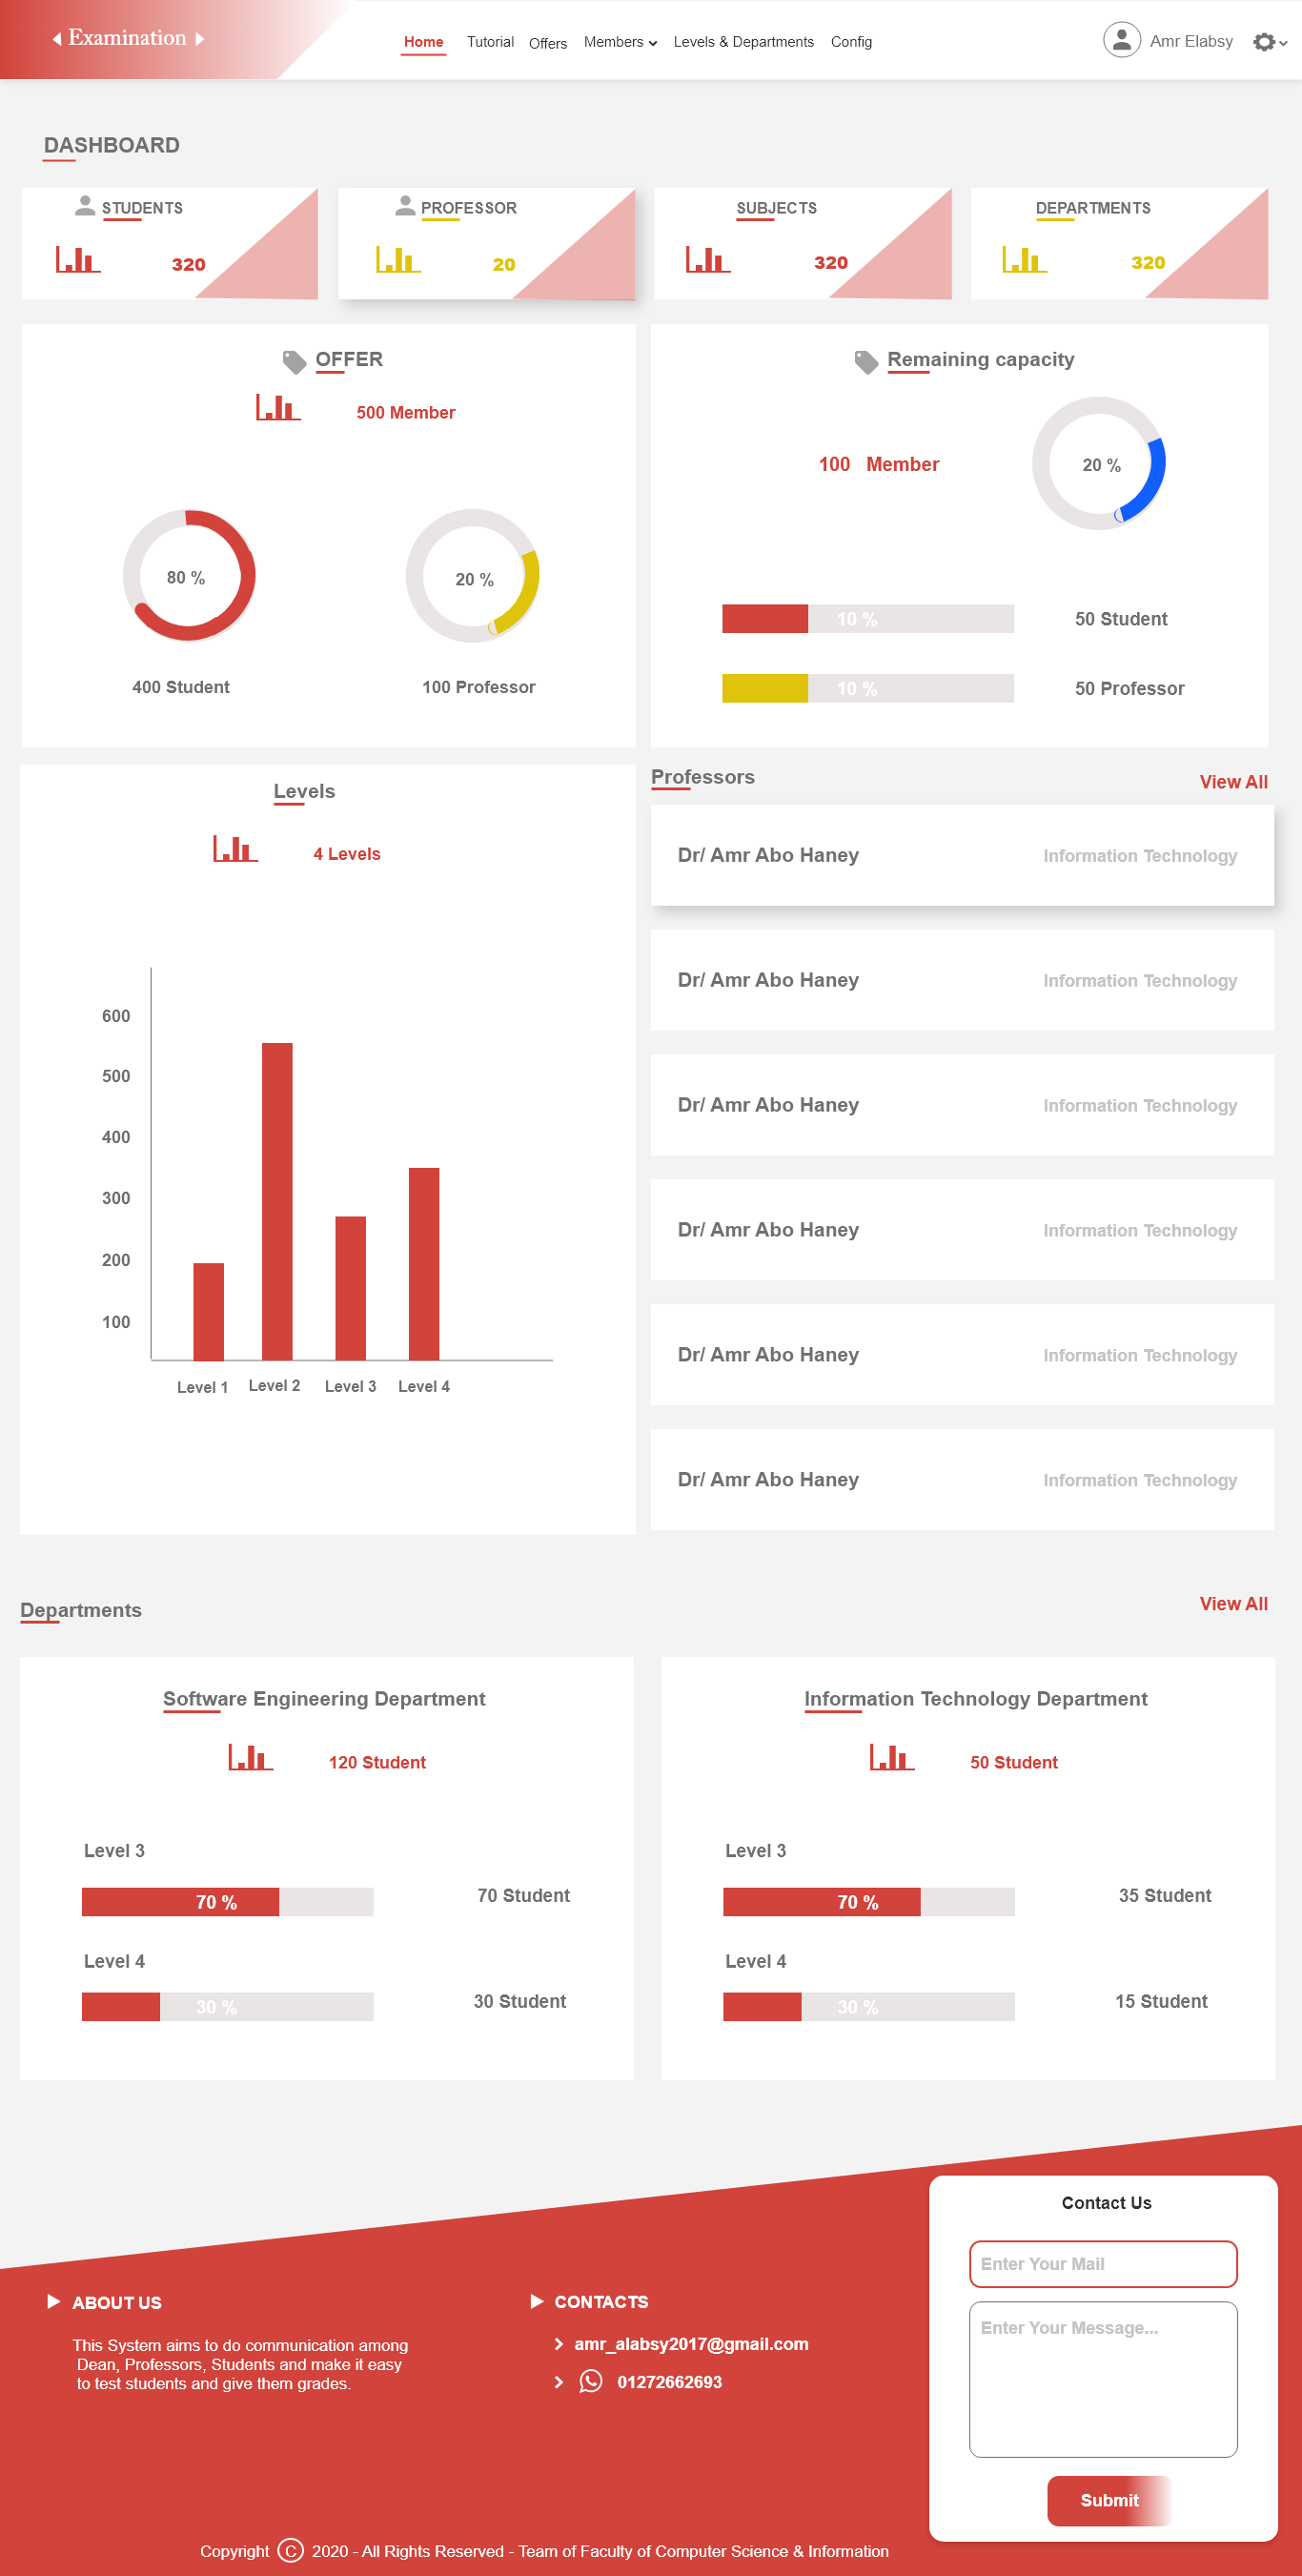 Examination
Home Tutorial Offers Members Levels & Departments Config
Amr Elabsy
DASHBOARD
STUDENTS
320
PROFESSOR
20
SUBJECTS
320
DEPARTMENTS
320
OFFER
500 Member
80 %
20 %
400 Student
100 Professor
Remaining capacity
100 Member
20 %
10 %
50 Student
10 %
50 Professor
Levels
4 Levels
600
500
400
300
200
100
Level 1
Level 2
Level 3
Level 4
Professors
View All
Dr/ Amr Abo Haney
Information Technology
Dr/ Amr Abo Haney
Information Technology
Dr/ Amr Abo Haney
Information Technology
Dr/ Amr Abo Haney
Information Technology
Dr/ Amr Abo Haney
Information Technology
Dr/ Amr Abo Haney
Information Technology
Departments
View All
Software Engineering Department
120 Student
Level 3
70 %
70 Student
Level 4
30 %
30 Student
Information Technology Department
50 Student
Level 3
70 %
35 Student
Level 4
30 %
15 Student
ABOUT US
This System aims to do communication among
Dean, Professors, Students and make it easy
to test students and give them grades.
CONTACTS
amr_alabsy2017@gmail.com
01272662693
Contact Us
Enter Your Mail
Enter Your Message...
Submit
Copyright C 2020 - All Rights Reserved - Team of Faculty of Computer Science & Information